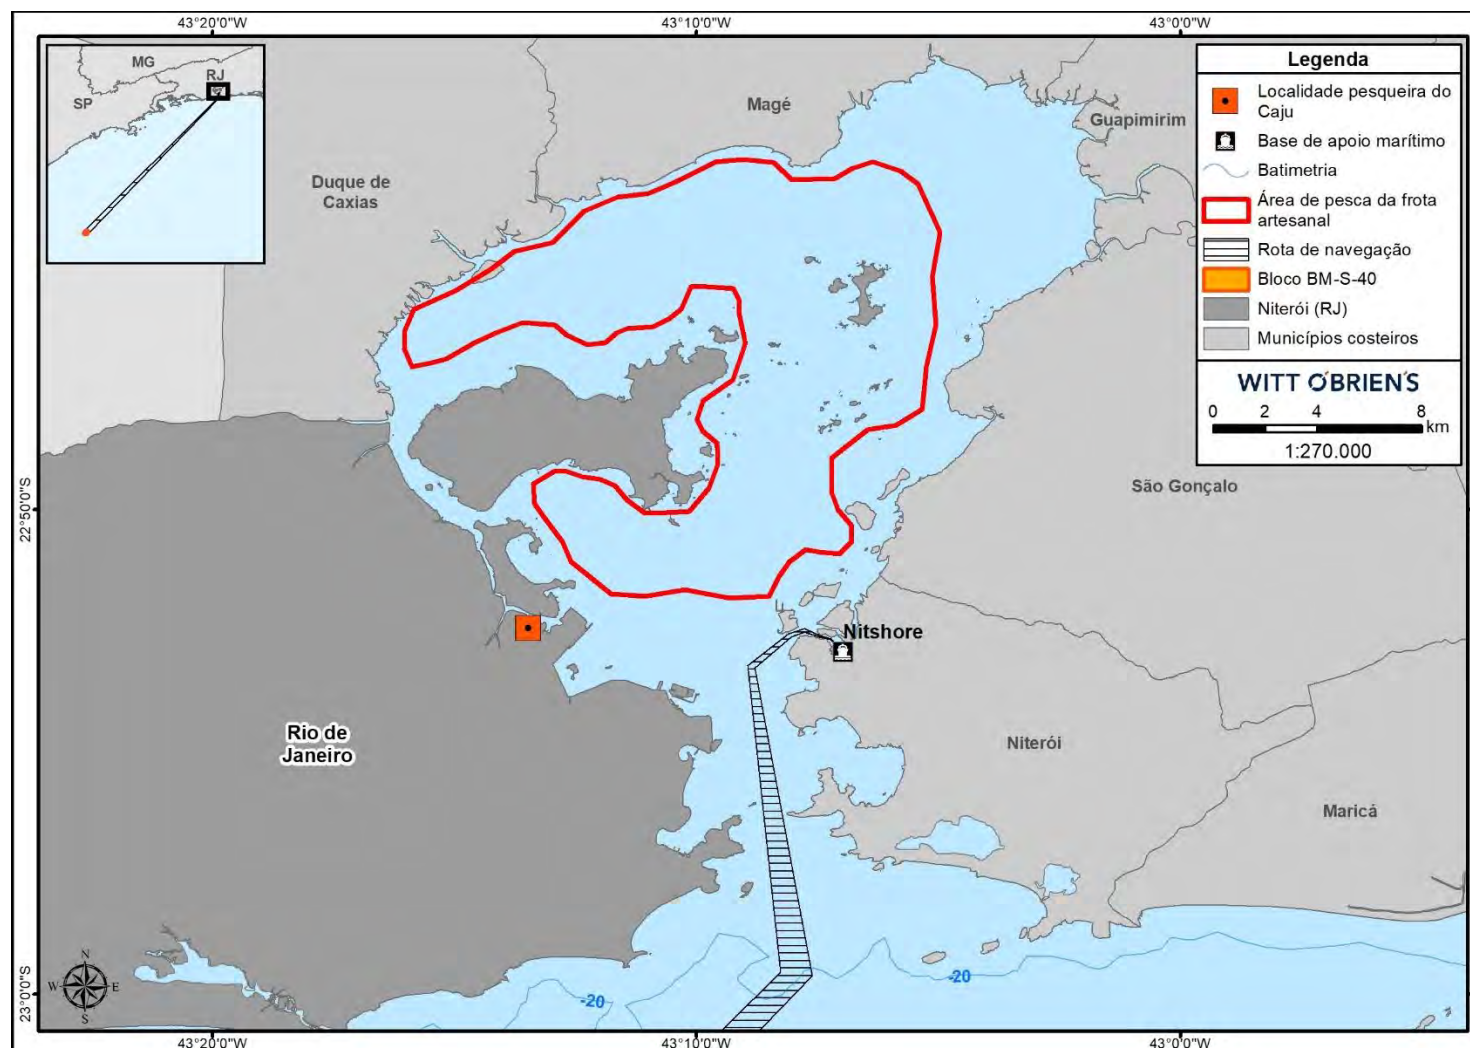 43°20'0"W
43°10'0"W
43°0'0"W
MG
RJ
SP
Magé
Guapimirim
Duque de
Caxias
Legenda
Localidade pesqueira do
Caju
Base de apoio marítimo
Batimetria
Área de pesca da frota
artesanal
Rota de navegação
Bloco BM-S-40
Niterói (RJ)
Municípios costeiros
WITT O'BRIEN'S
0 2 4 8
km
1:270.000
22°50'0"S
São Gonçalo
Nitshore
Rio de
Janeiro
Niterói
Maricá
23°0'0"S
N
W
E
S
-20
-20
43°20'0"W
43°10'0"W
43°0'0"W